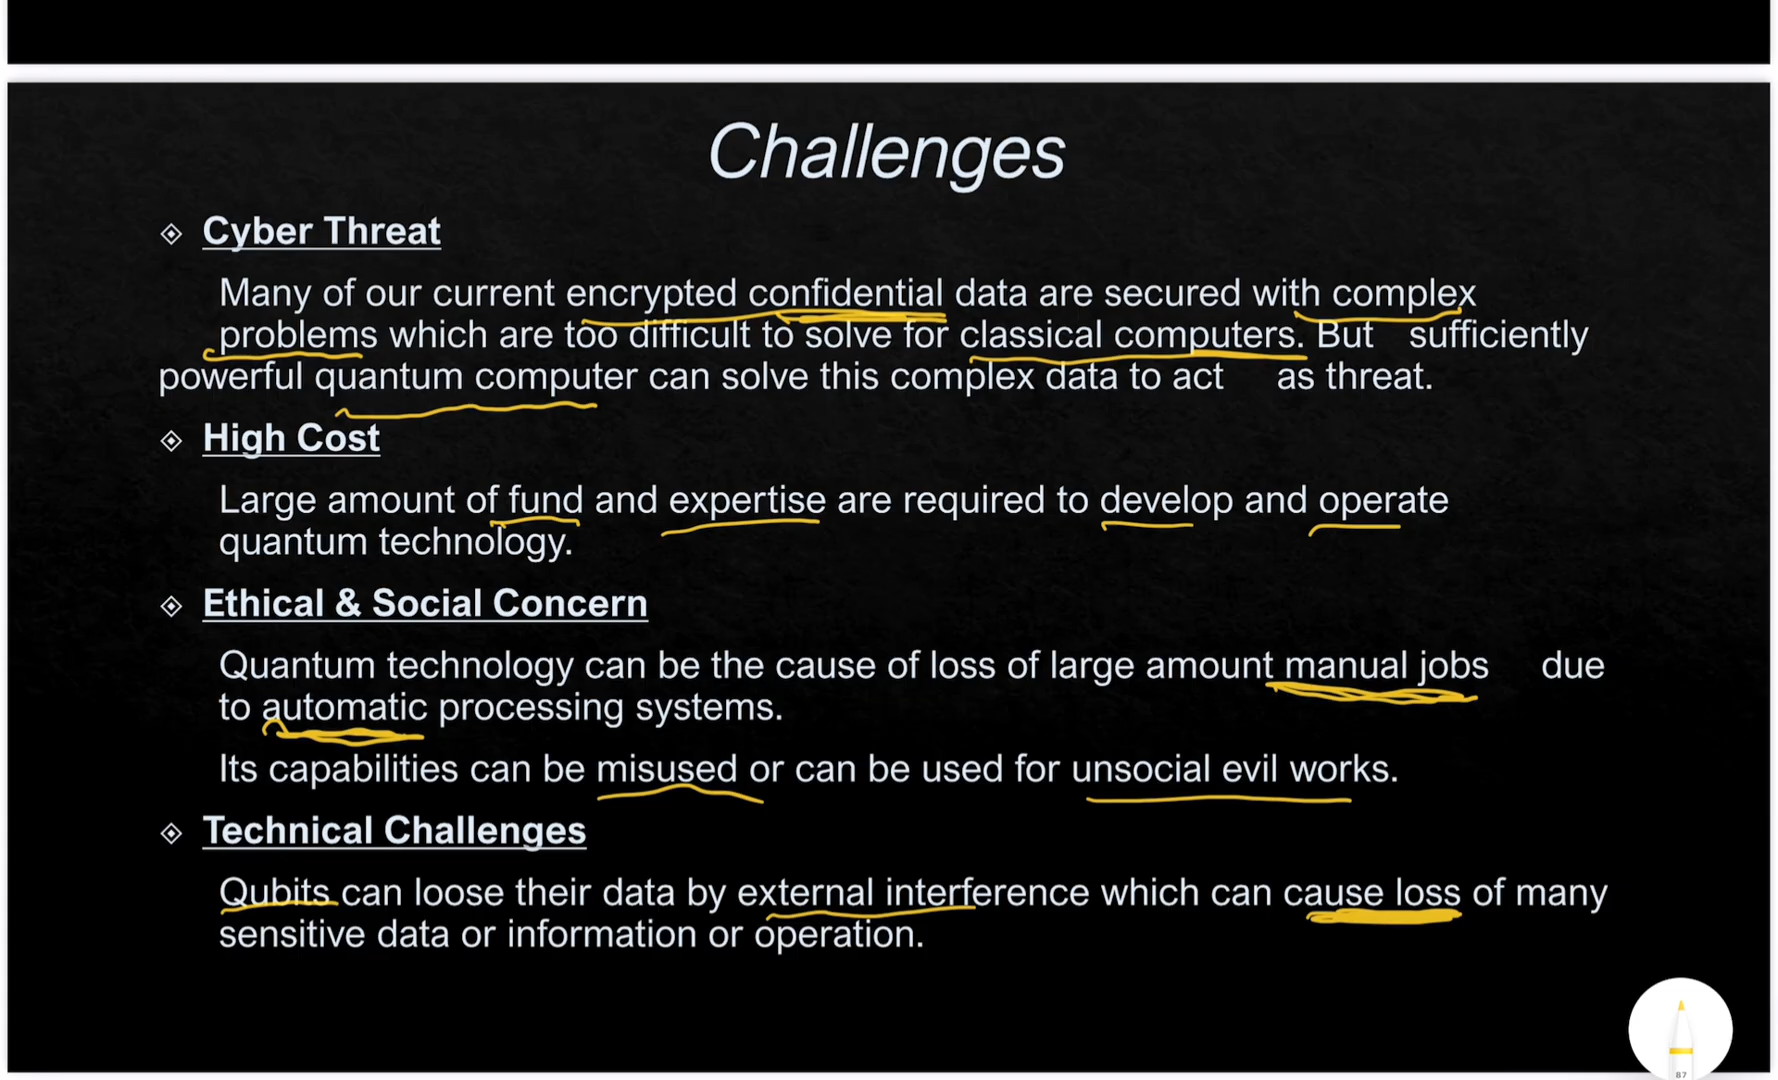 Challenges
Cyber Threat
Many of our current encrypted confidential data are secured with complex
problems which are too difficult to solve for classical computers. But sufficiently
powerful quantum computer can solve this complex data to act as threat.
High Cost
Large amount of fund and expertise are required to develop and operate
quantum technology.
Ethical & Social Concern
Quantum technology can be the cause of loss of large amount manual jobs due
to automatic processing systems.
Its capabilities can be misused or can be used for unsocial evil works.
Technical Challenges
Qubits can loose their data by external interference which can cause loss of many
sensitive data or information or operation.
87